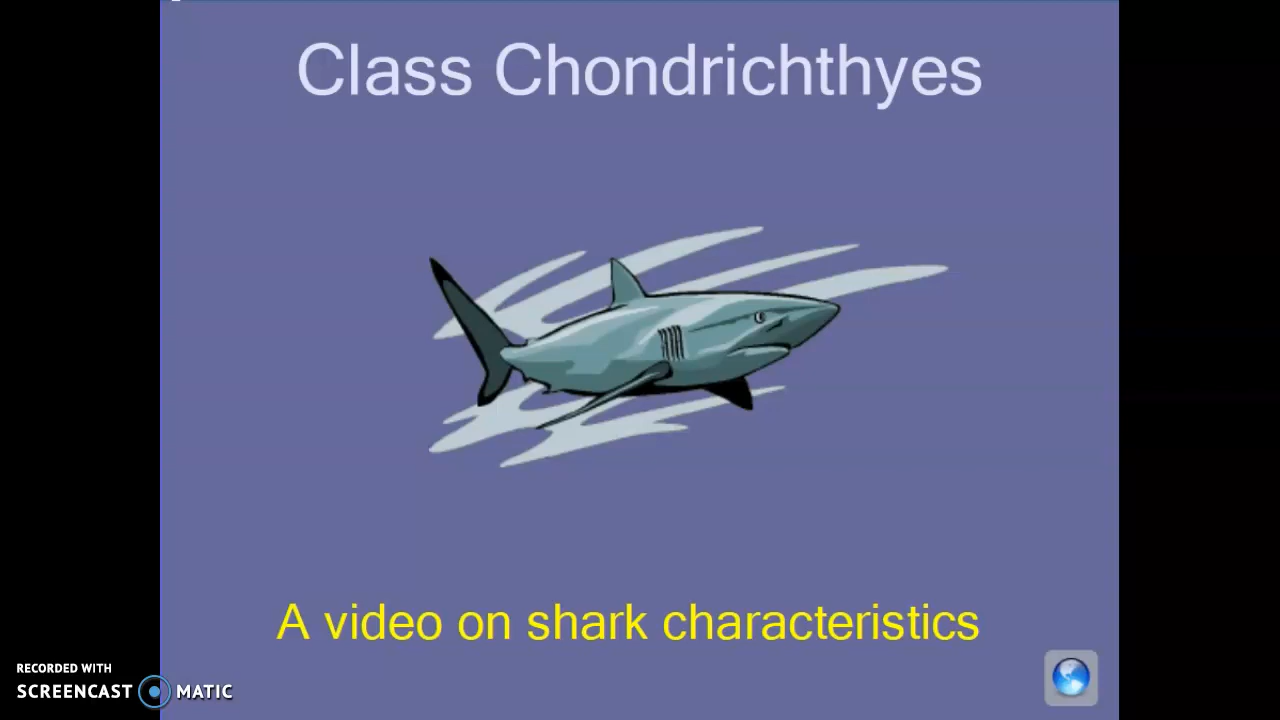 Class Chondrichthyes
A video on shark characteristics
RECORDED WITH
SCREENCAST MATIC